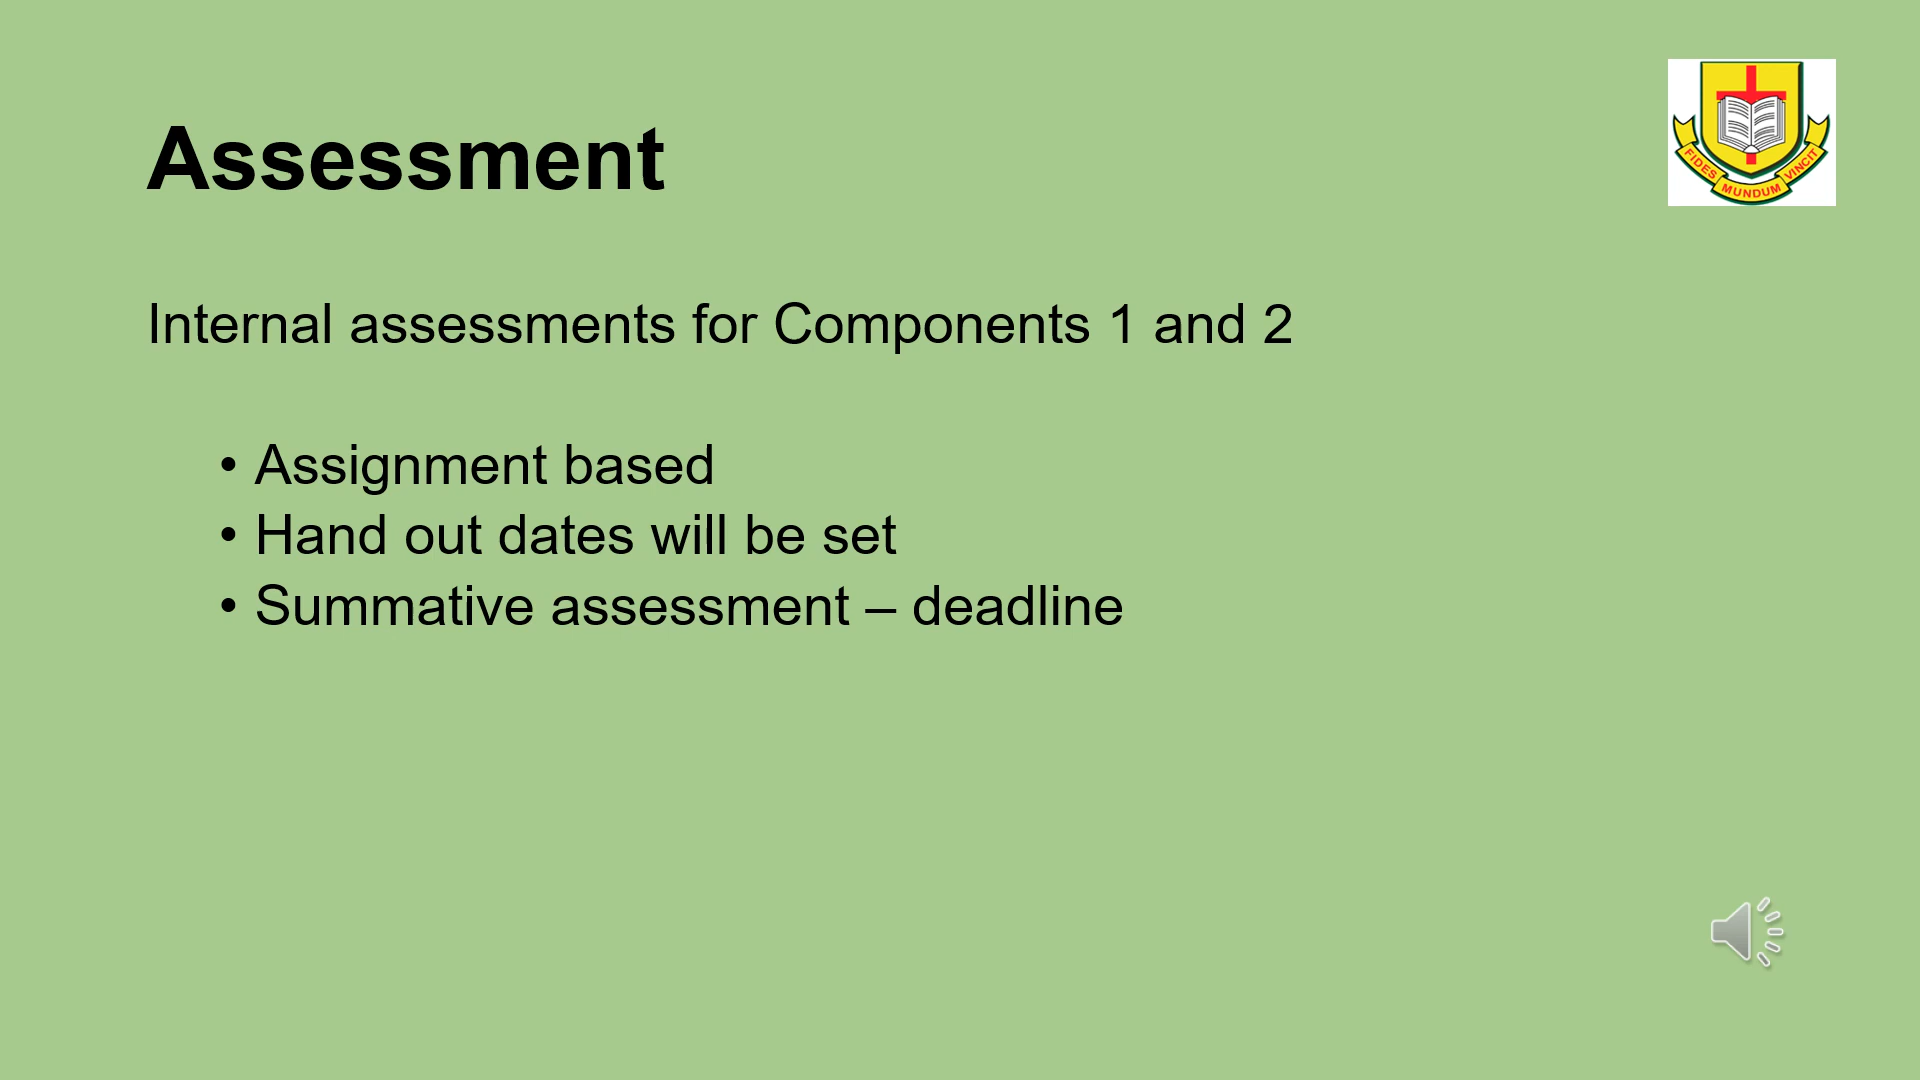 Assessment
FIDES MUNDUM VINCIT
Internal assessments for Components 1 and 2
• Assignment based
• Hand out dates will be set
• Summative assessment – deadline